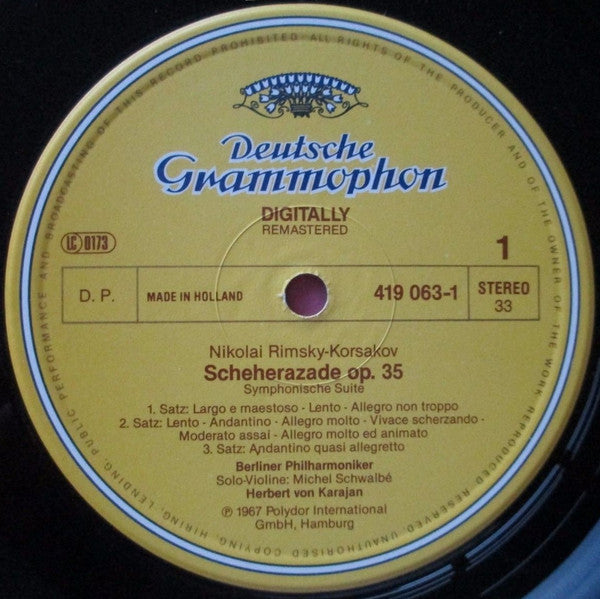 ALL RIGHTS OF THE PRODUCER AND OF THE OWNER OF THE WORK REPRODUCED RESERVED. UNAUTHORISED COPYING, HIRING, LENDING, PUBLIC PERFORMANCE AND BROADCASTING OF THIS RECORD PROHIBITED.
Deutsche
Grammophon
DIGITALLY
REMASTERED
LC 0173
1
D. P.
MADE IN HOLLAND
419 063-1
STEREO
33
Nikolai Rimsky-Korsakov
Scheherazade op. 35
Symphonische Suite
1. Satz: Largo e maestoso - Lento - Allegro non troppo
2. Satz: Lento - Andantino - Allegro molto - Vivace scherzando -
Moderato assai - Allegro molto ed animato
3. Satz: Andantino quasi allegretto
Berliner Philharmoniker
Solo-Violine: Michel Schwalbé
Herbert von Karajan
℗ 1967 Polydor International
GmbH, Hamburg